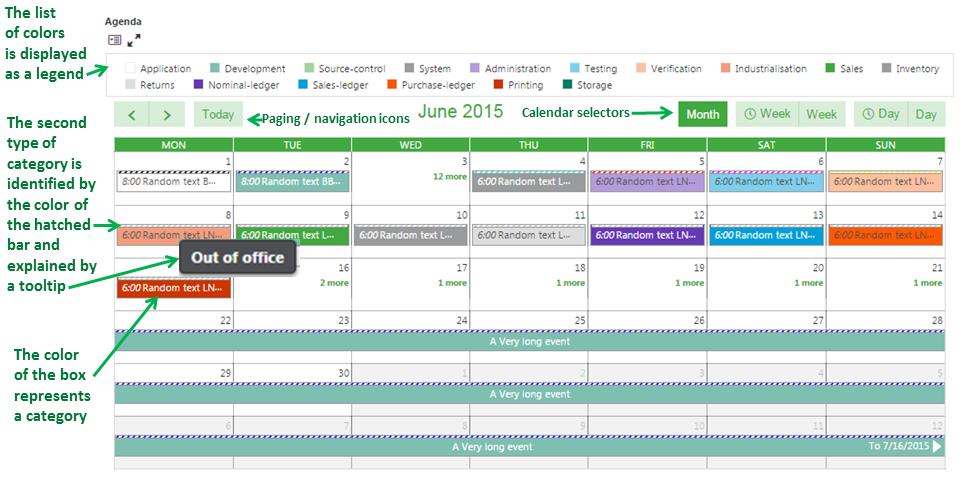 The list
of colors
is displayed
as a legend
Agenda
Application Development Source-control System Administration Testing Verification Industrialisation Sales Inventory
Returns Nominal-ledger Sales-ledger Purchase-ledger Printing Storage
Today
Paging / navigation icons
June 2015
Calendar selectors
Month Week Week Day Day
The second
type of
category is
identified by
the color of
the hatched
bar and
explained by
a tooltip
MON TUE WED THU FRI SAT SUN
1 2 3 4 5 6 7
8:00 Random text B... 8:00 Random text BB... 12 more 6:00 Random text L... 6:00 Random text LN... 6:00 Random text LN... 6:00 Random text LN...
8 9 10 11 12 13 14
6:00 Random text LN... 6:00 Random text L... 6:00 Random text L... 6:00 Random text L... 6:00 Random text LN... 6:00 Random text LN... 6:00 Random text LN...
Out of office
16 17 18 19 20 21
6:00 Random text LN... 2 more 1 more 1 more 1 more 1 more 1 more
22 23 24 25 26 27 28
A Very long event
The color
of the box
represents
a category
29 30 1 2 3 4 5
A Very long event
6 7 8 9 10 11 12
A Very long event To 7/16/2015